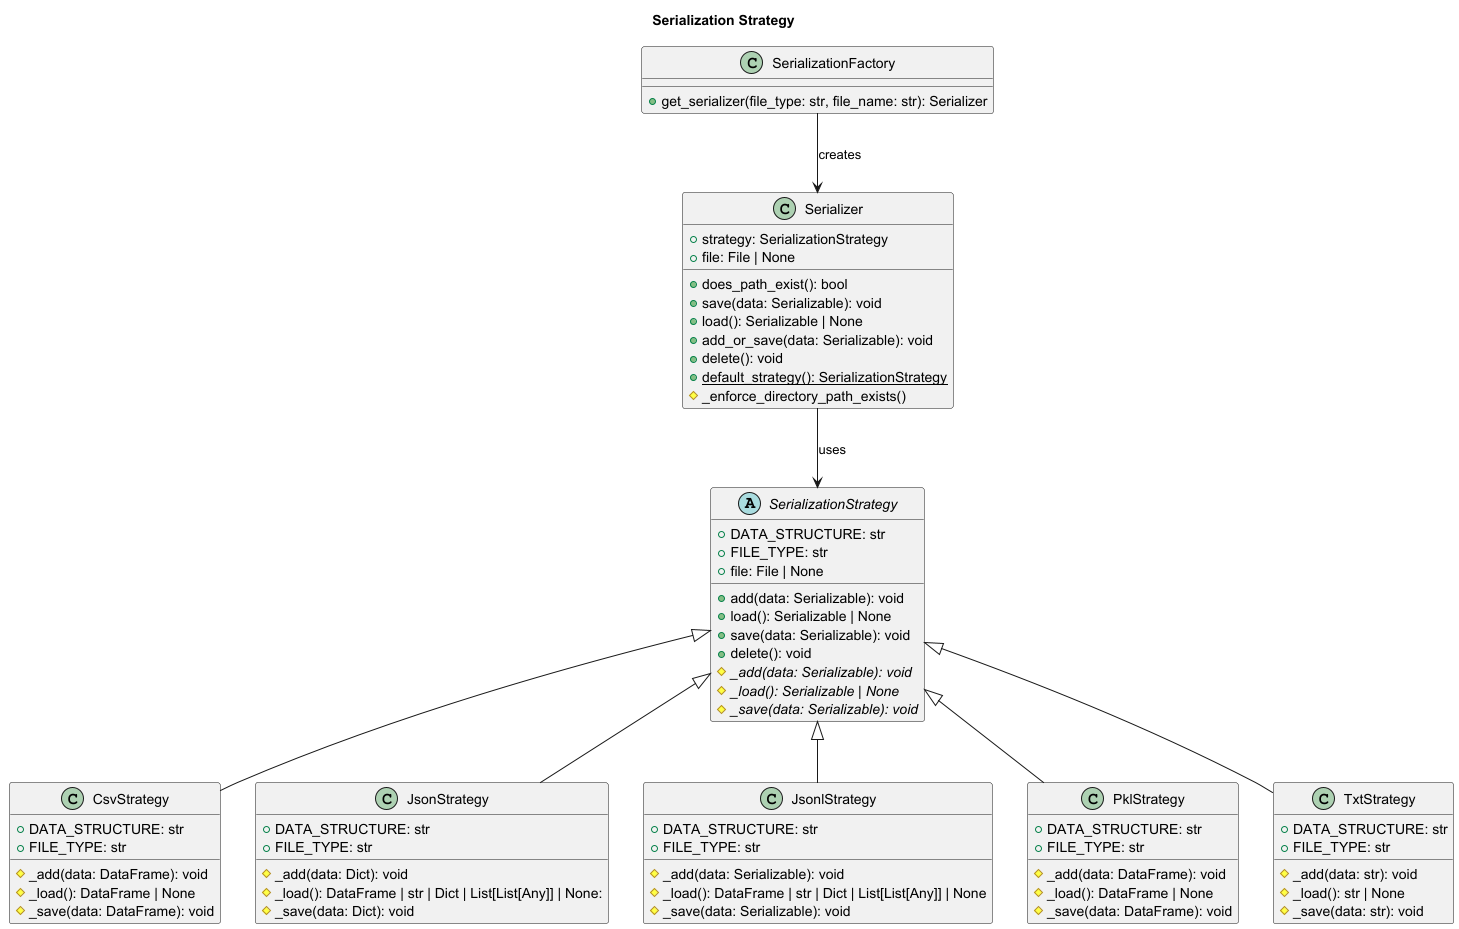 Serialization Strategy
C SerializationFactory
get_serializer(file_type: str, file_name: str): Serializer
creates
C Serializer
strategy: SerializationStrategy
file: File | None
does_path_exist(): bool
save(data: Serializable): void
load(): Serializable | None
add_or_save(data: Serializable): void
delete(): void
default_strategy(): SerializationStrategy
_enforce_directory_path_exists()
uses
A SerializationStrategy
DATA_STRUCTURE: str
FILE_TYPE: str
file: File | None
add(data: Serializable): void
load(): Serializable | None
save(data: Serializable): void
delete(): void
_add(data: Serializable): void
_load(): Serializable | None
_save(data: Serializable): void
C CsvStrategy
DATA_STRUCTURE: str
FILE_TYPE: str
_add(data: DataFrame): void
_load(): DataFrame | None
_save(data: DataFrame): void
C JsonStrategy
DATA_STRUCTURE: str
FILE_TYPE: str
_add(data: Dict): void
_load(): DataFrame | str | Dict | List[List[Any]] | None:
_save(data: Dict): void
C JsonlStrategy
DATA_STRUCTURE: str
FILE_TYPE: str
_add(data: Serializable): void
_load(): DataFrame | str | Dict | List[List[Any]] | None
_save(data: Serializable): void
C PklStrategy
DATA_STRUCTURE: str
FILE_TYPE: str
_add(data: DataFrame): void
_load(): DataFrame | None
_save(data: DataFrame): void
C TxtStrategy
DATA_STRUCTURE: str
FILE_TYPE: str
_add(data: str): void
_load(): str | None
_save(data: str): void